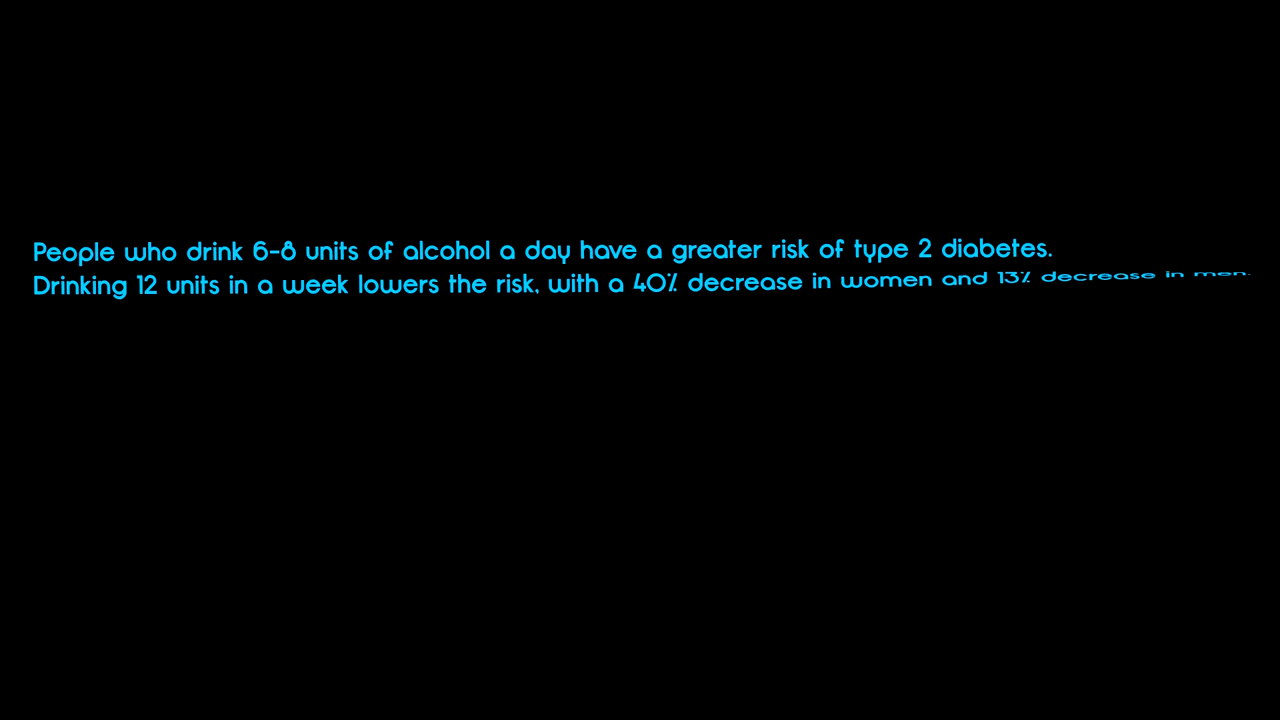 People who drink 6-8 units of alcohol a day have a greater risk of type 2 diabetes.
Drinking 12 units in a week lowers the risk, with a 40% decrease in women and 13% decrease in men.